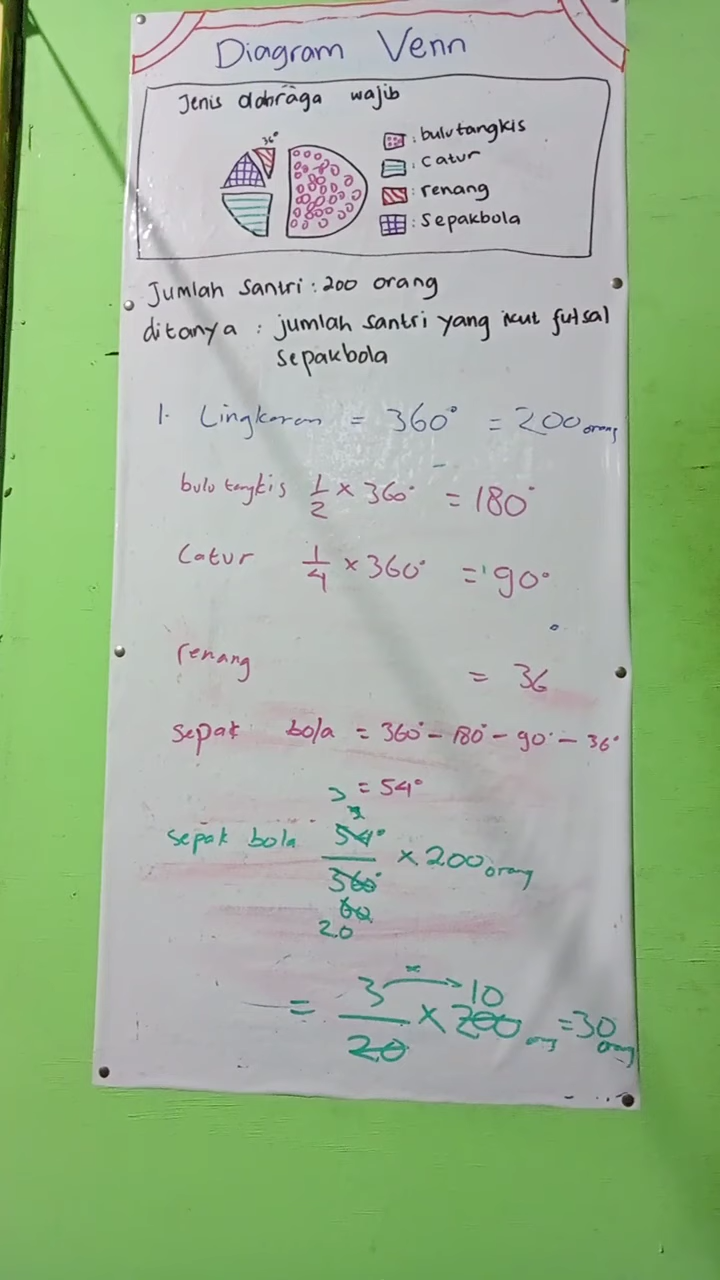 Diagram Venn
Jenis olahraga wajib
36°
: bulutangkis
: Catur
: renang
: Sepakbola
Jumlah Santri : 200 orang
ditanya : jumlah santri yang ikut futsal
sepakbola
1. Lingkaran = 360° = 200 orang
bulu tangkis 1/2 × 360° = 180°
Catur 1/4 × 360° = 90°
renang = 36
sepak bola = 360° - 180° - 90° - 36°
= 54°
sepak bola 54°/360° × 200 orang
60
20
= 3/20 × 200 orang = 30 orang
× 10